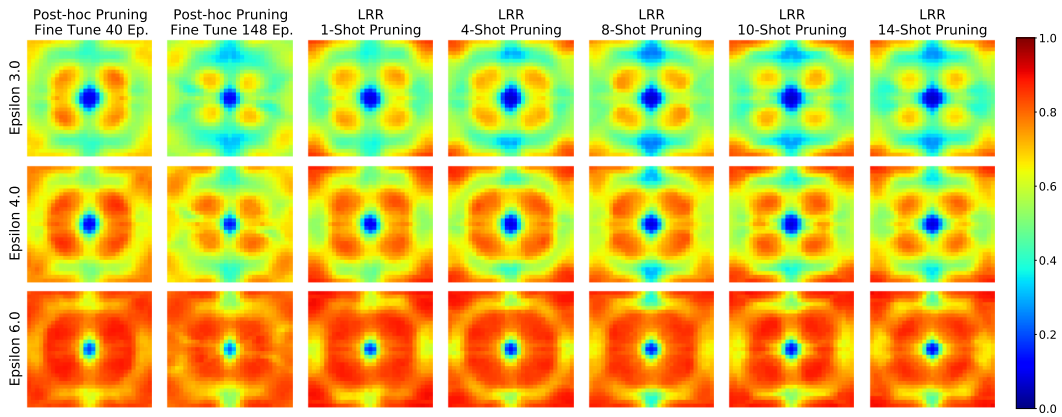 Post-hoc Pruning
Fine Tune 40 Ep.
Post-hoc Pruning
Fine Tune 148 Ep.
LRR
1-Shot Pruning
LRR
4-Shot Pruning
LRR
8-Shot Pruning
LRR
10-Shot Pruning
LRR
14-Shot Pruning
Epsilon 3.0
Epsilon 4.0
Epsilon 6.0
1.0
0.8
0.6
0.4
0.2
0.0